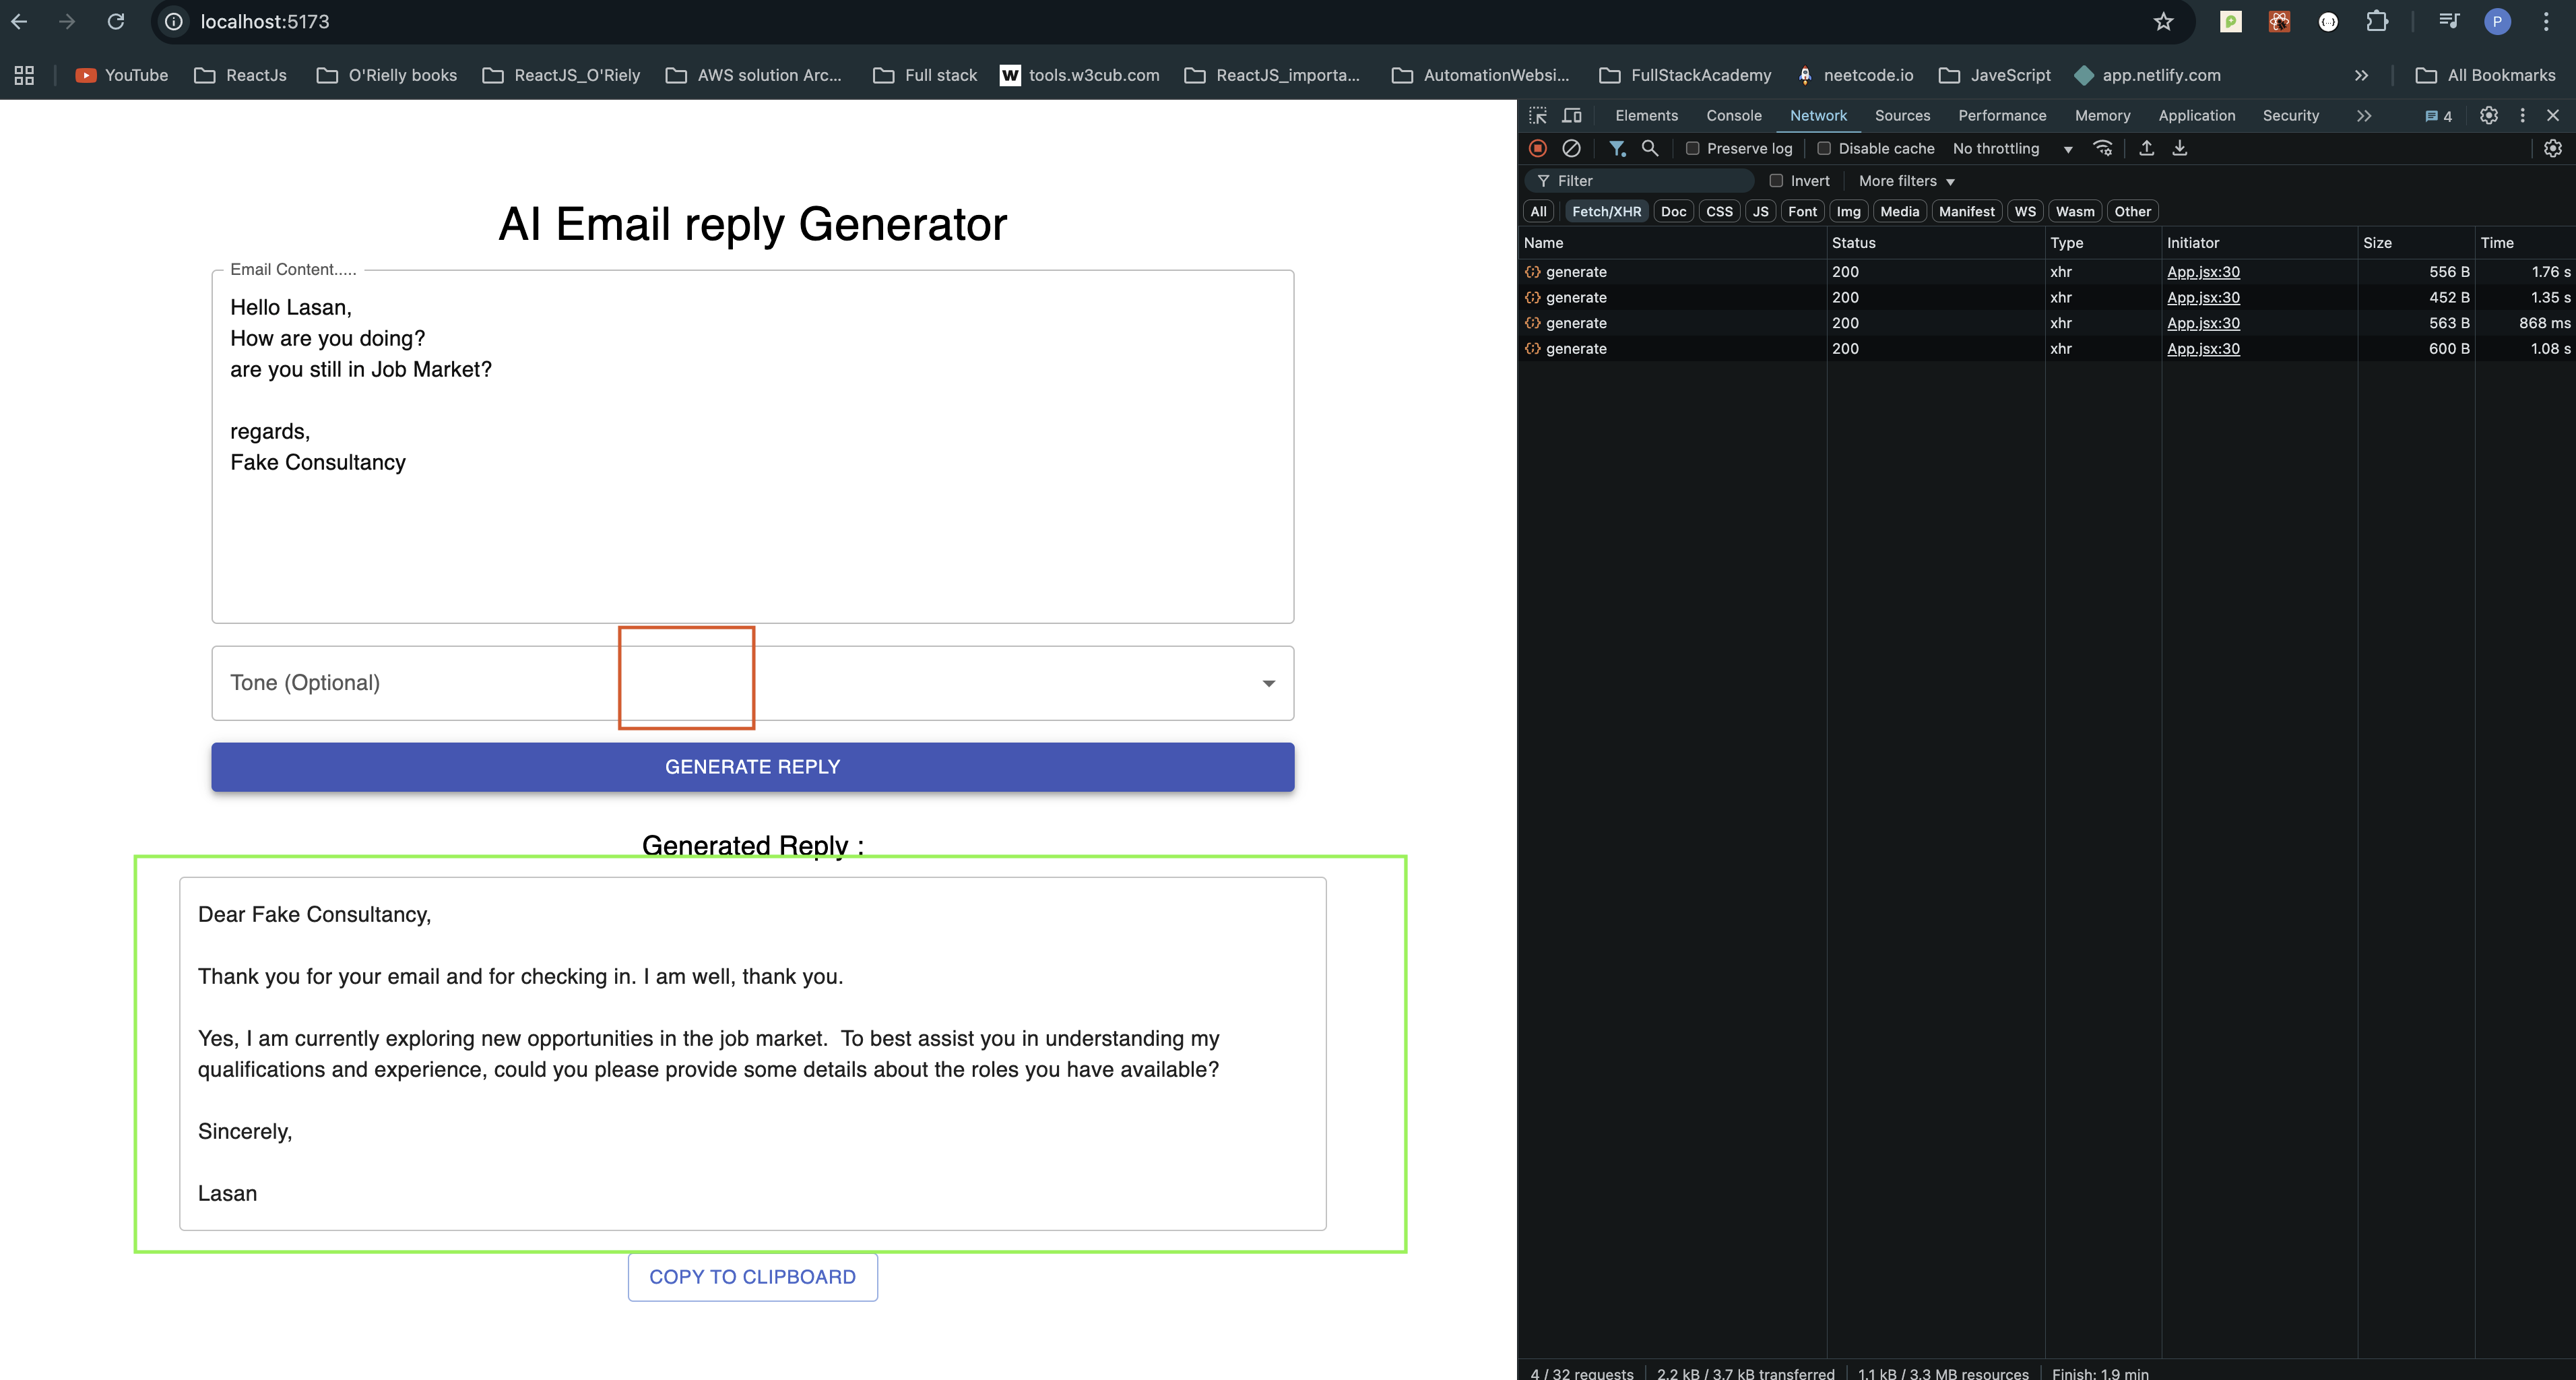 localhost:5173
YouTube ReactJs O'Rielly books ReactJS_O'Riely AWS solution Arc... Full stack tools.w3cub.com ReactJS_importa... AutomationWebsi... FullStackAcademy neetcode.io JaveScript app.netlify.com All Bookmarks
AI Email reply Generator
Email Content.....
Hello Lasan,
How are you doing?
are you still in Job Market?
regards,
Fake Consultancy
Tone (Optional)
GENERATE REPLY
Generated Reply :
Dear Fake Consultancy,
Thank you for your email and for checking in. I am well, thank you.
Yes, I am currently exploring new opportunities in the job market.  To best assist you in understanding my
qualifications and experience, could you please provide some details about the roles you have available?
Sincerely,
Lasan
COPY TO CLIPBOARD
Elements Console Network Sources Performance Memory Application Security 4
Preserve log Disable cache No throttling
Filter Invert More filters
All Fetch/XHR Doc CSS JS Font Img Media Manifest WS Wasm Other
Name Status Type Initiator Size Time
generate 200 xhr App.jsx:30 556 B 1.76 s
generate 200 xhr App.jsx:30 452 B 1.35 s
generate 200 xhr App.jsx:30 563 B 868 ms
generate 200 xhr App.jsx:30 600 B 1.08 s
4 / 32 requests 2.2 kB / 3.7 kB transferred 1.1 kB / 3.3 MB resources Finish: 1.9 min